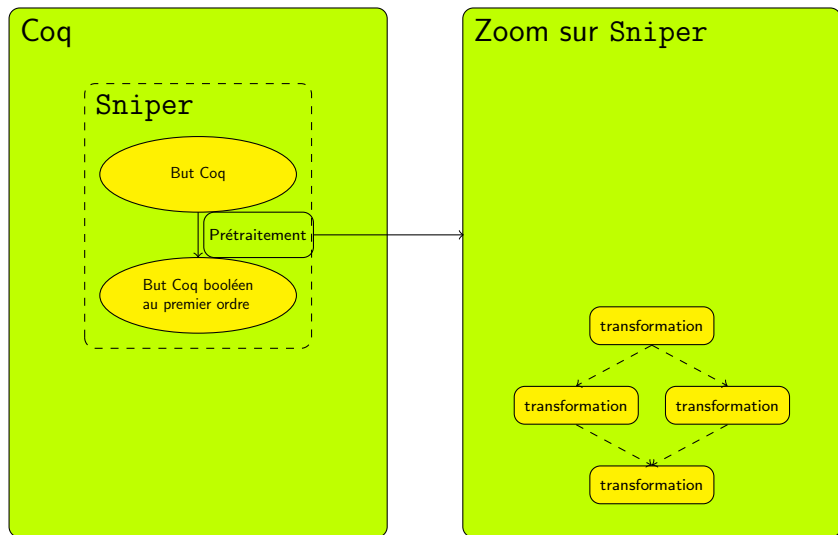 Coq
Sniper
But Coq
Prétraitement
But Coq booléen
au premier ordre
Zoom sur Sniper
transformation
transformation
transformation
transformation